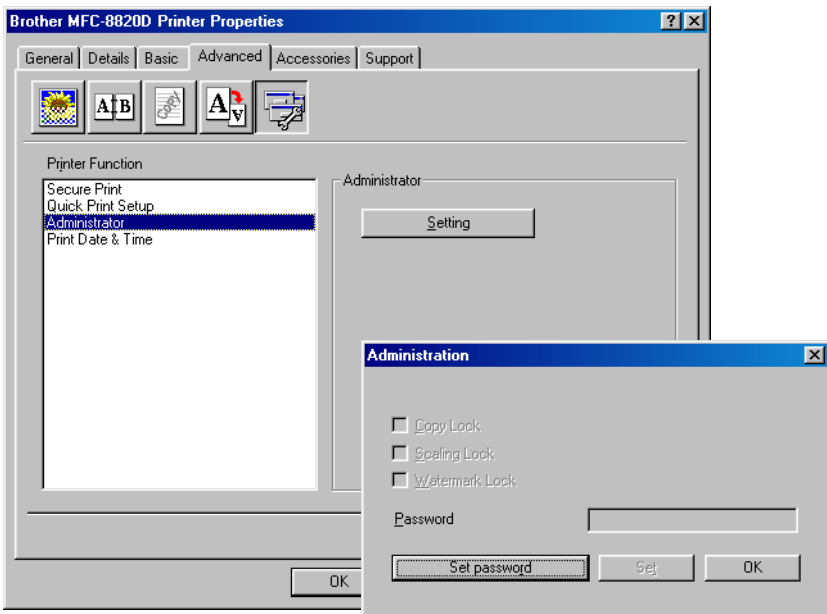 Brother MFC-8820D Printer Properties
General Details Basic Advanced Accessories Support
A B copy A A
Printer Function
Secure Print
Quick Print Setup
Administrator
Print Date & Time
Administrator
Setting
OK
Administration
Copy Lock
Scaling Lock
Watermark Lock
Password
Set password Set OK